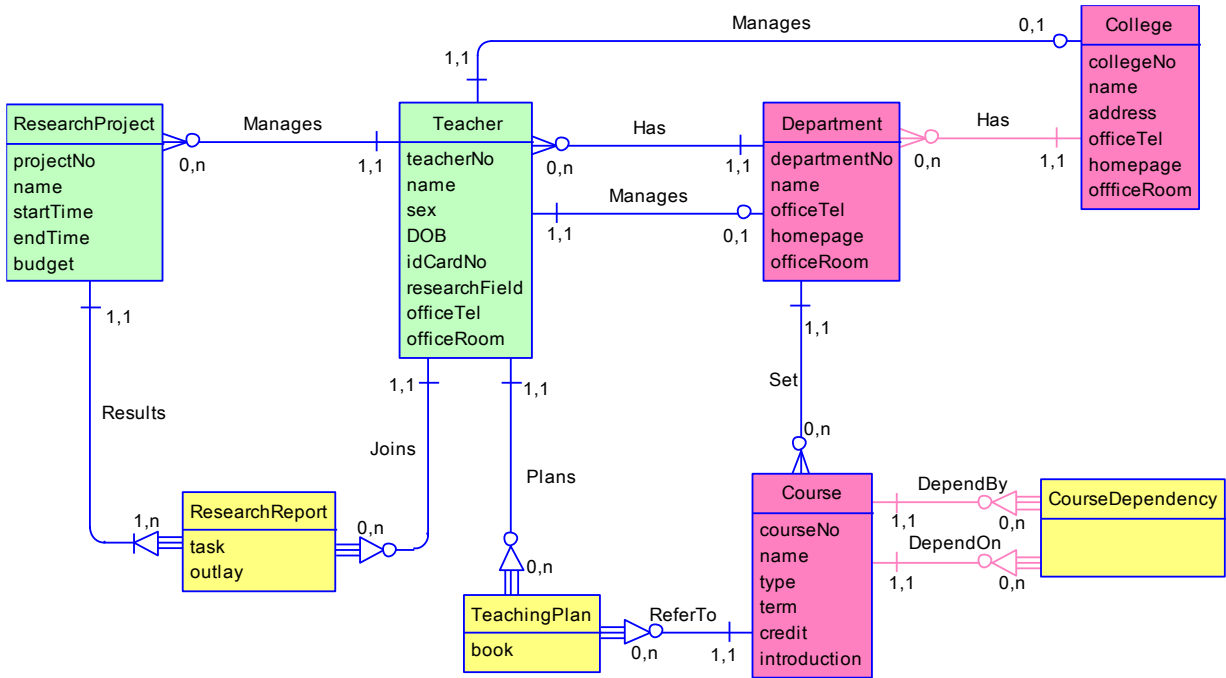 Manages
0,1
1,1
College
collegeNo
name
address
officeTel
homepage
offficeRoom
ResearchProject
projectNo
name
startTime
endTime
budget
Manages
0,n
1,1
Teacher
teacherNo
name
sex
DOB
idCardNo
researchField
officeTel
officeRoom
Has
0,n
1,1
Manages
1,1
0,1
Department
departmentNo
name
officeTel
homepage
officeRoom
Has
0,n
1,1
1,1
Results
1,n
ResearchReport
task
outlay
1,1
Joins
0,n
1,1
Plans
0,n
TeachingPlan
book
ReferTo
0,n
1,1
1,1
Set
0,n
Course
courseNo
name
type
term
credit
introduction
DependBy
1,1
0,n
DependOn
1,1
0,n
CourseDependency